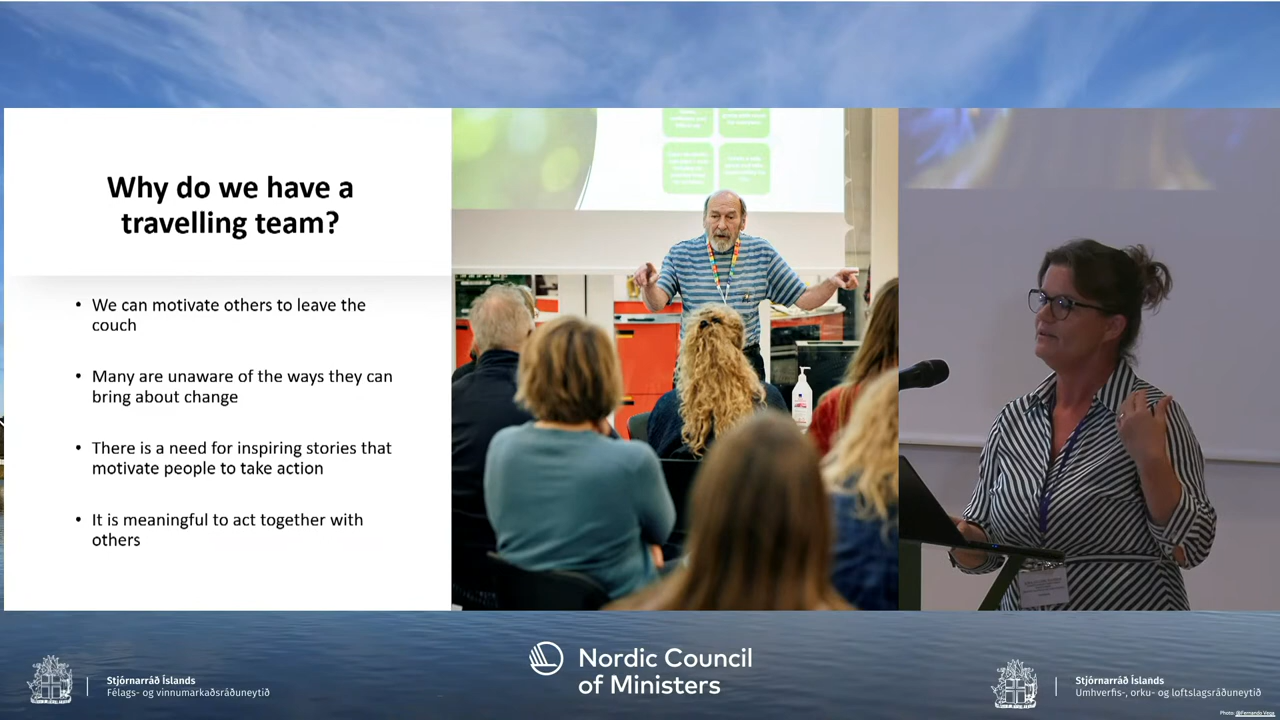 Why do we have a
travelling team?
• We can motivate others to leave the
couch
• Many are unaware of the ways they can
bring about change
• There is a need for inspiring stories that
motivate people to take action
• It is meaningful to act together with
others
Stjórnarráð Íslands
Félags- og vinnumarkaðsráðuneytið
Nordic Council
of Ministers
Stjórnarráð Íslands
Umhverfis-, orku- og loftslagsráðuneytið